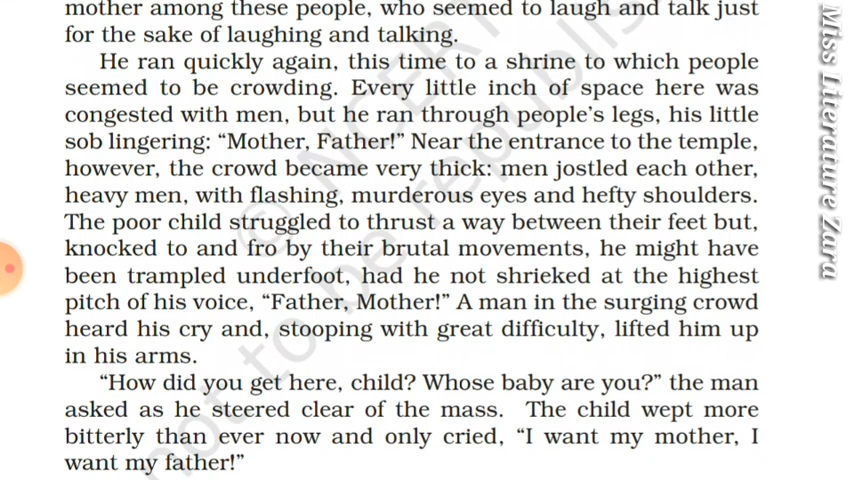 mother among these people, who seemed to laugh and talk just
for the sake of laughing and talking.
He ran quickly again, this time to a shrine to which people
seemed to be crowding. Every little inch of space here was
congested with men, but he ran through people's legs, his little
sob lingering: “Mother, Father!” Near the entrance to the temple,
however, the crowd became very thick: men jostled each other,
heavy men, with flashing, murderous eyes and hefty shoulders.
The poor child struggled to thrust a way between their feet but,
knocked to and fro by their brutal movements, he might have
been trampled underfoot, had he not shrieked at the highest
pitch of his voice, “Father, Mother!” A man in the surging crowd
heard his cry and, stooping with great difficulty, lifted him up
in his arms.
“How did you get here, child? Whose baby are you?” the man
asked as he steered clear of the mass. The child wept more
bitterly than ever now and only cried, “I want my mother, I
want my father!”
© NCERT
not to be republis
Miss Literature Zara